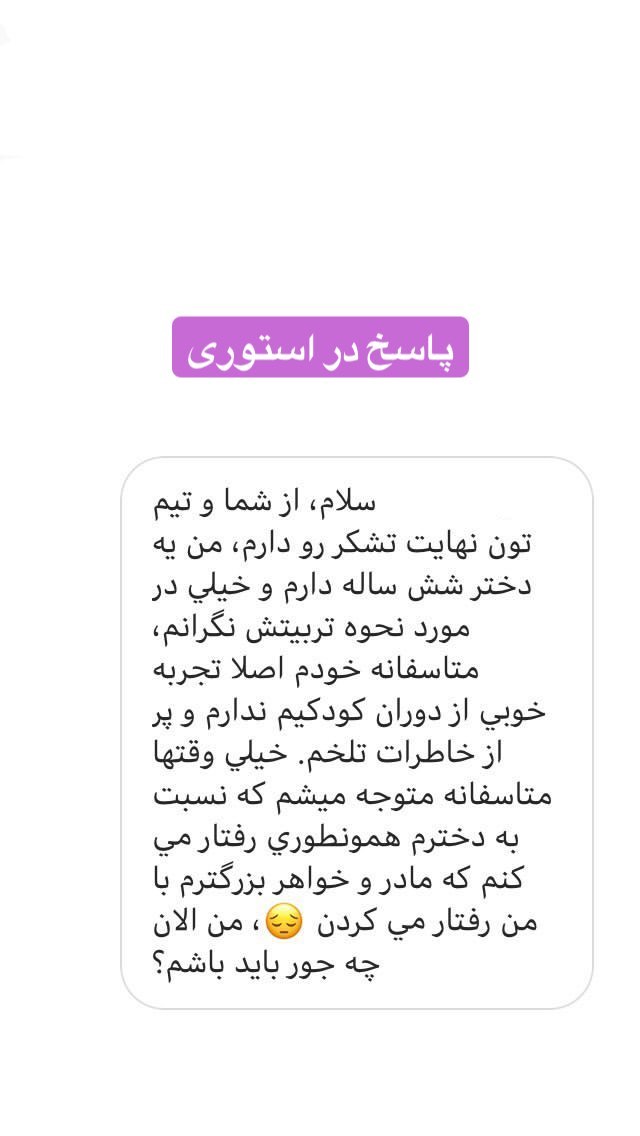 پاسخ در استوری
سلام، از شما و تیم
تون نهایت تشکر رو دارم، من یه
دختر شش ساله دارم و خیلي در
مورد نحوه تربیتش نگرانم،
متاسفانه خودم اصلا تجربه
خوبي از دوران کودکیم ندارم و پر
از خاطرات تلخم. خیلي وقتها
متاسفانه متوجه میشم که نسبت
به دخترم همونطوري رفتار مي
کنم که مادر و خواهر بزرگترم با
من رفتار مي کردن 😔، من الان
چه جور باید باشم؟